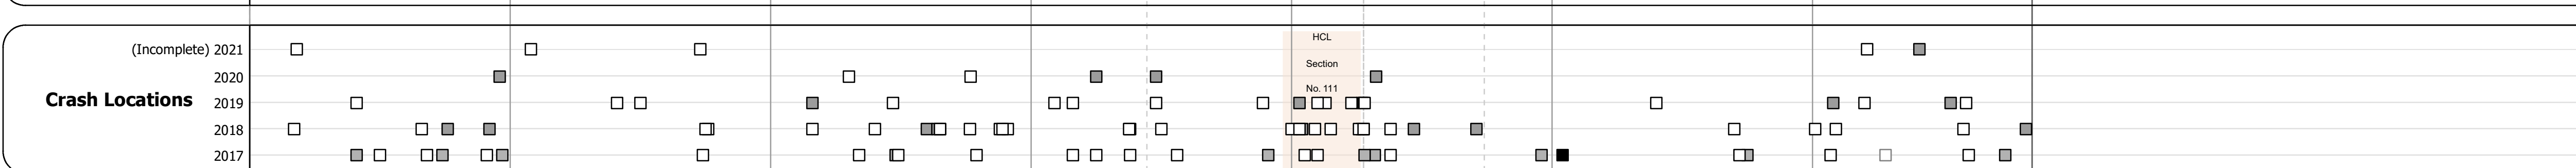 (Incomplete) 2021
HCL
Section
2020
No. 111
Crash Locations
2019
2018
2017